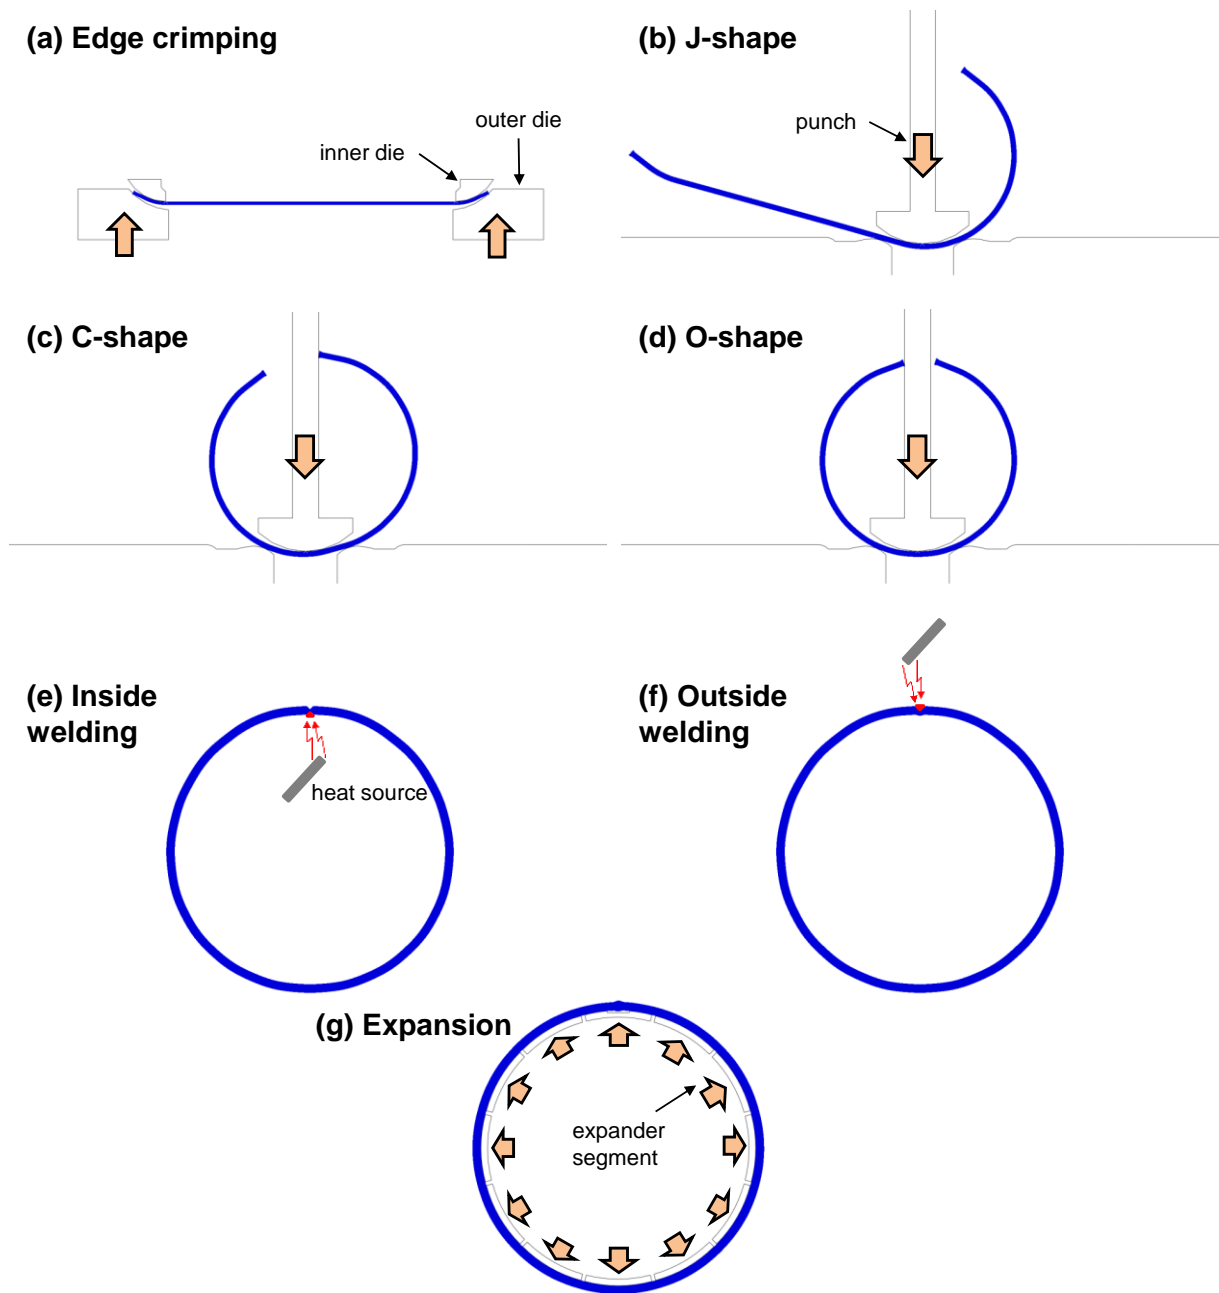 (a) Edge crimping
outer die
inner die
(b) J-shape
punch
(c) C-shape
(d) O-shape
(e) Inside
welding
heat source
(f) Outside
welding
(g) Expansion
expander
segment